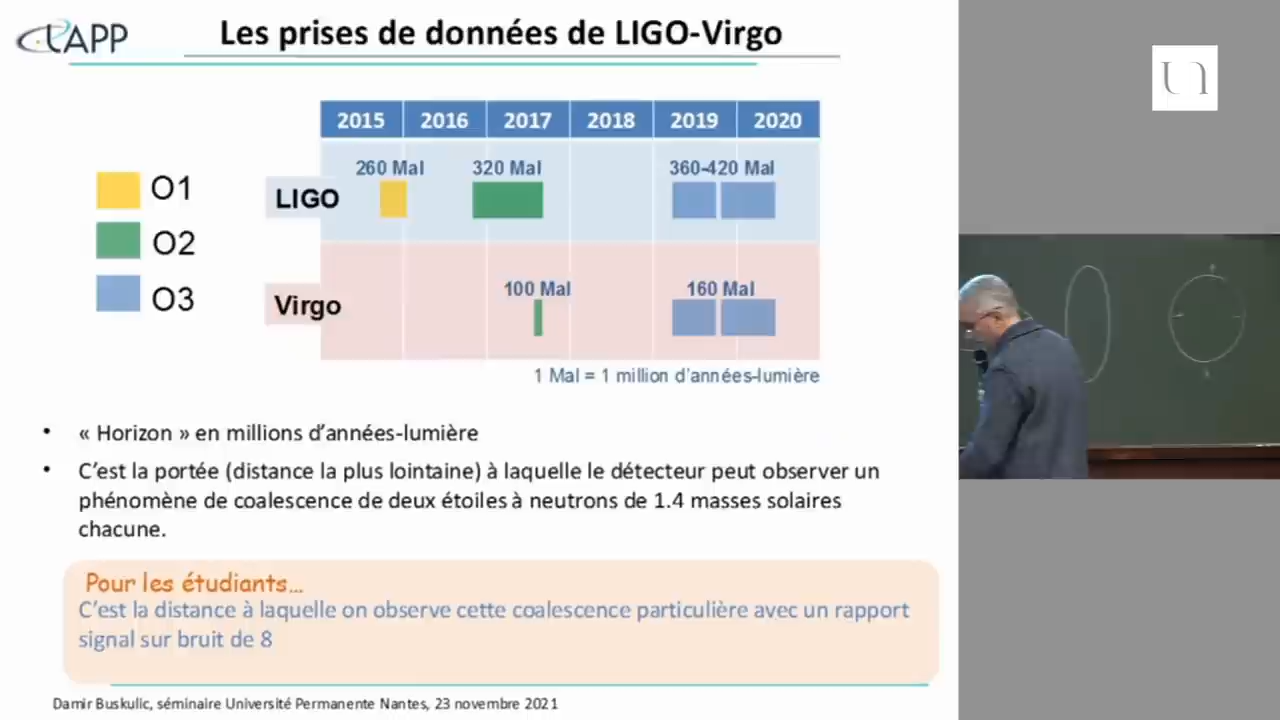 LAPP
Les prises de données de LIGO-Virgo
2015 2016 2017 2018 2019 2020
260 Mal 320 Mal 360-420 Mal
O1
LIGO
O2
100 Mal 160 Mal
O3
Virgo
1 Mal = 1 million d'années-lumière
• « Horizon » en millions d'années-lumière
• C'est la portée (distance la plus lointaine) à laquelle le détecteur peut observer un
phénomène de coalescence de deux étoiles à neutrons de 1.4 masses solaires
chacune.
Pour les étudiants...
C'est la distance à laquelle on observe cette coalescence particulière avec un rapport
signal sur bruit de 8
Damir Buskulic, séminaire Université Permanente Nantes, 23 novembre 2021